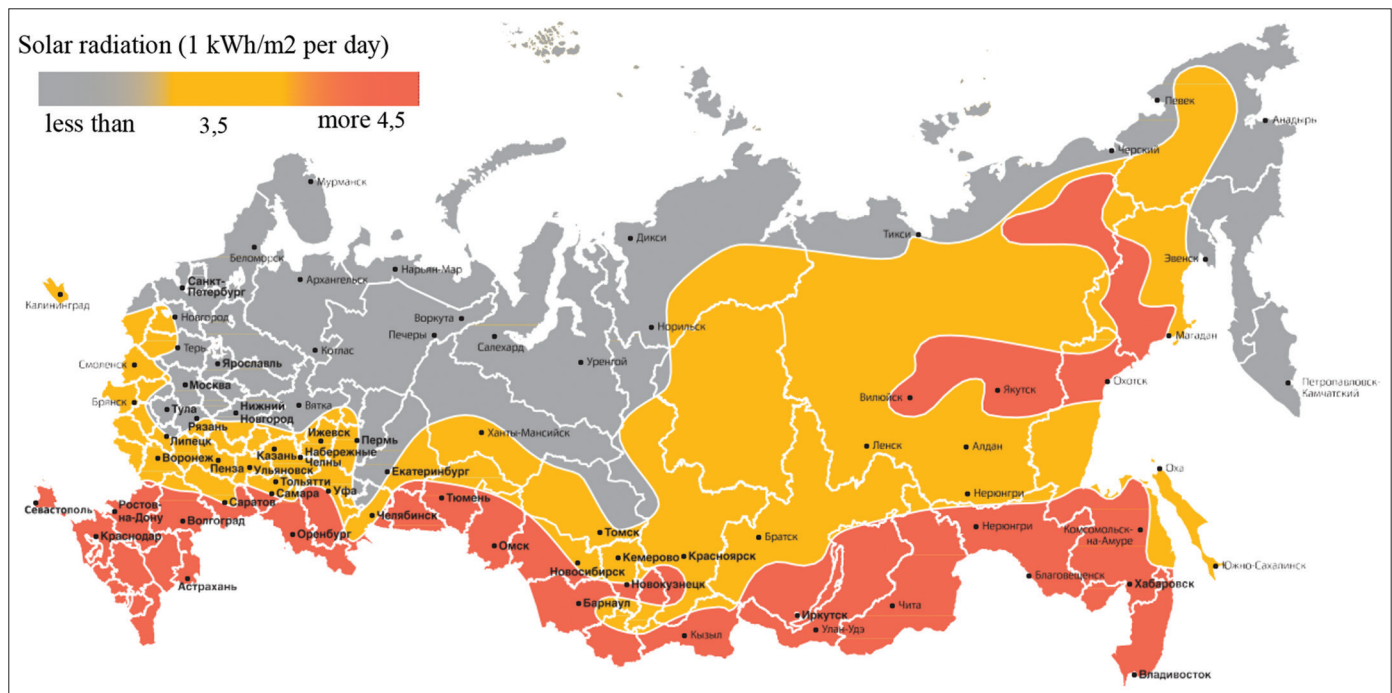 Solar radiation (1 kWh/m2 per day)
less than
3,5
more 4,5
Певек
Анадырь
Черский
Мурманск
Тикси
Дикси
Беломорск
Эвенск
Нарьян-Мар
Архангельск
Санкт-
Петербург
Калининград
Новгород
Воркута
Норильск
Печеры
Салехард
Магадан
Терь
Котлас
Смоленск
Ярославль
Уренгой
Москва
Охотск
Петропавловск-
Камчатский
Якутск
Вилюйск
Брянск
Тула
Нижний
Новгород
Вятка
Рязань
Ханты-Мансийск
Липецк
Ижевск
Пермь
Набережные
Челны
Казань
Ленск
Алдан
Воронеж
Пенза
Ульяновск
Екатеринбург
Оха
Тольятти
Самара
Уфа
Тюмень
Нерюнгри
Севастополь
Ростов-
на-Дону
Саратов
Волгоград
Челябинск
Нерюнгри
Комсомольск-
на-Амуре
Краснодар
Оренбург
Томск
Омск
Братск
Кемерово
Красноярск
Новосибирск
Южно-Сахалинск
Астрахань
Новокузнецк
Благовещенск
Хабаровск
Барнаул
Чита
Иркутск
Улан-Удэ
Кызыл
Владивосток